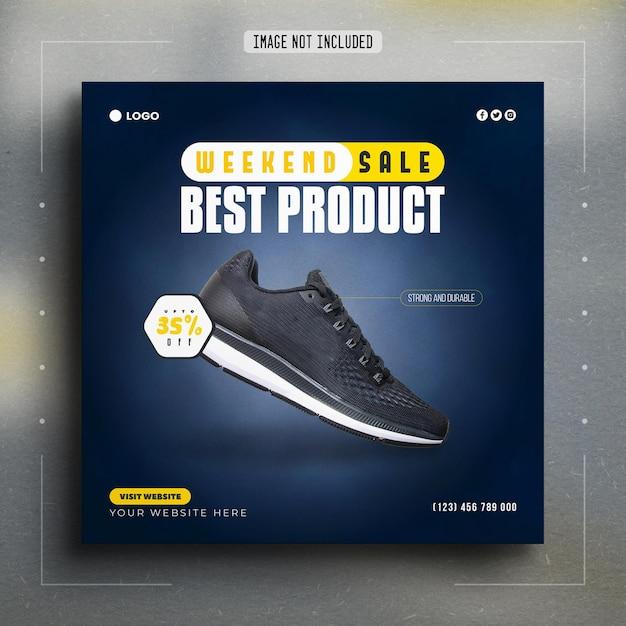 IMAGE NOT INCLUDED
LOGO
WEEKEND SALE
BEST PRODUCT
STRONG AND DURABLE
UPTO
35%
OFF
VISIT WEBSITE
YOUR WEBSITE HERE
(123) 456 789 000